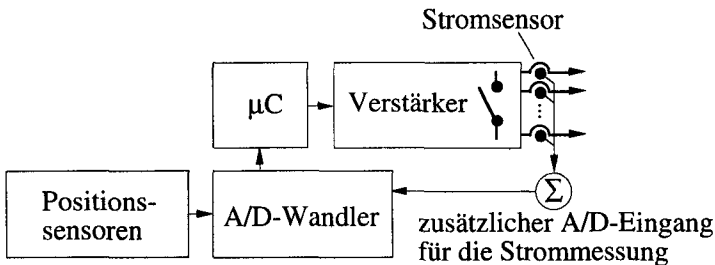 Stromsensor
µC
Verstärker
Positions-
sensoren
A/D-Wandler
Σ
zusätzlicher A/D-Eingang
für die Strommessung